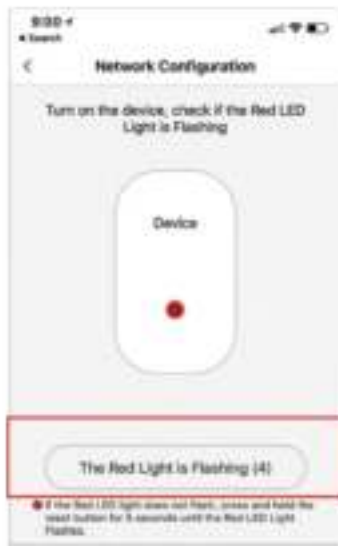 9:00
Search
Network Configuration
Turn on the device, check if the Red LED
Light is Flashing
Device
The Red Light is Flashing (4)
If the Red LED light does not flash, press and hold the
reset button for 5 seconds until the Red LED Light
Flashes.